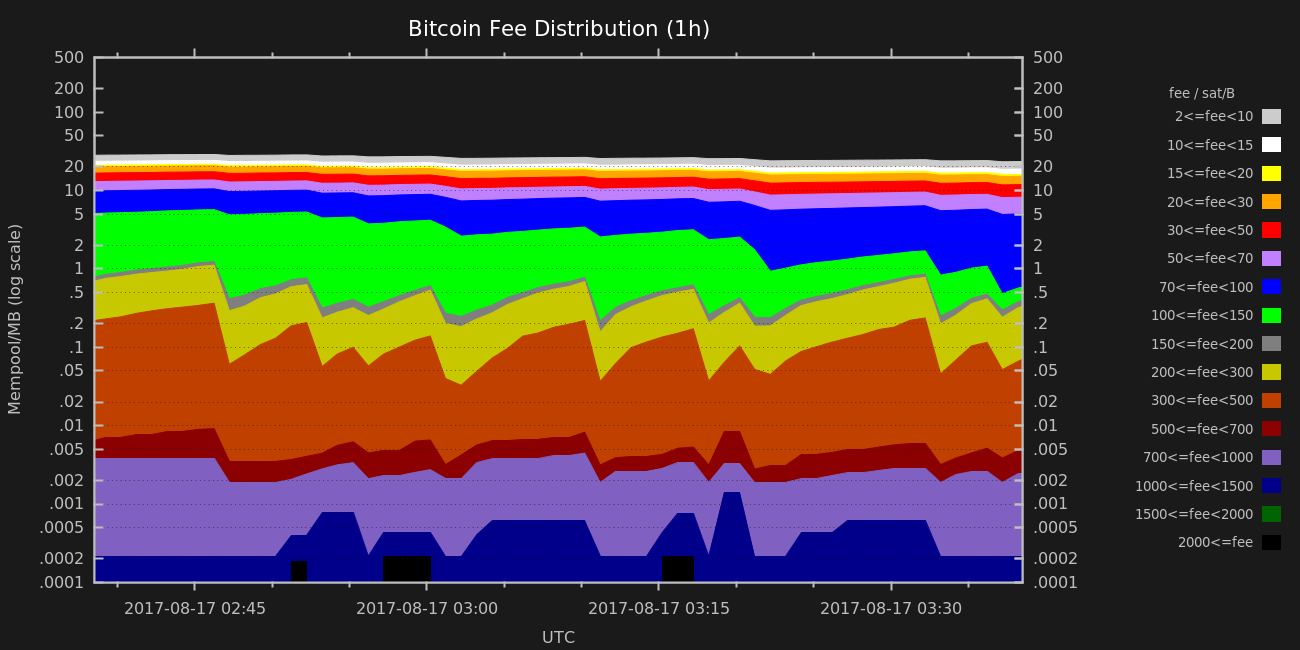 Bitcoin Fee Distribution (1h)
500 500
200 200
100 100
50 50
20 20
10 10
5 5
2 2
1 1
.5 .5
.2 .2
.1 .1
.05 .05
.02 .02
.01 .01
.005 .005
.002 .002
.001 .001
.0005 .0005
.0002 .0002
.0001 .0001
Mempool/MB (log scale)
2017-08-17 02:45 2017-08-17 03:00 2017-08-17 03:15 2017-08-17 03:30
UTC
fee / sat/B
2<=fee<10
10<=fee<15
15<=fee<20
20<=fee<30
30<=fee<50
50<=fee<70
70<=fee<100
100<=fee<150
150<=fee<200
200<=fee<300
300<=fee<500
500<=fee<700
700<=fee<1000
1000<=fee<1500
1500<=fee<2000
2000<=fee